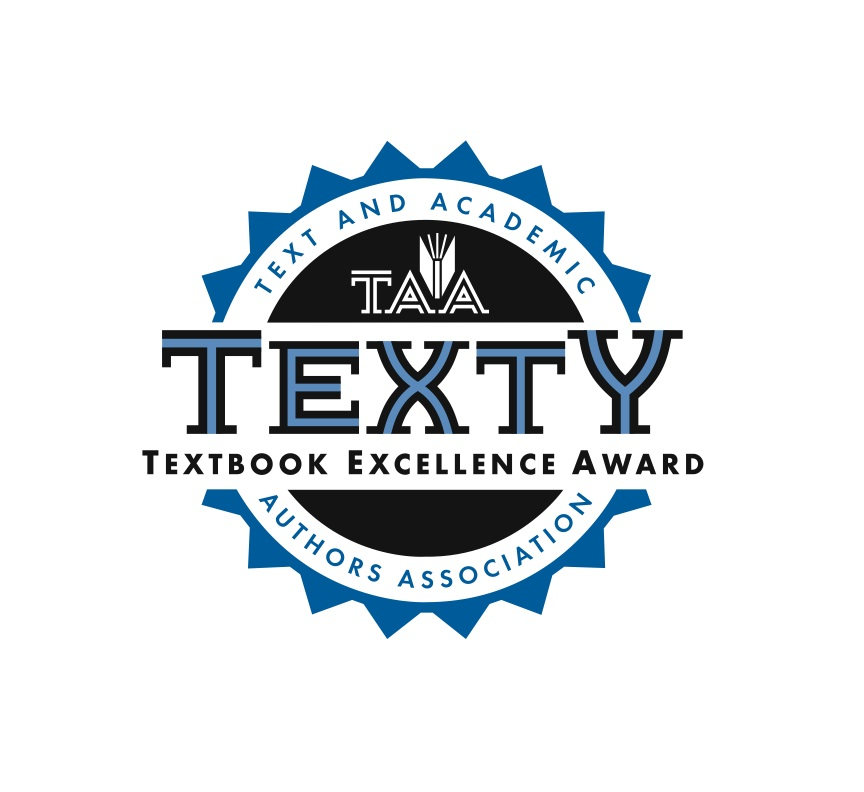 TEXT AND ACADEMIC
TAA
TEXTY
TEXTBOOK EXCELLENCE AWARD
AUTHORS ASSOCIATION